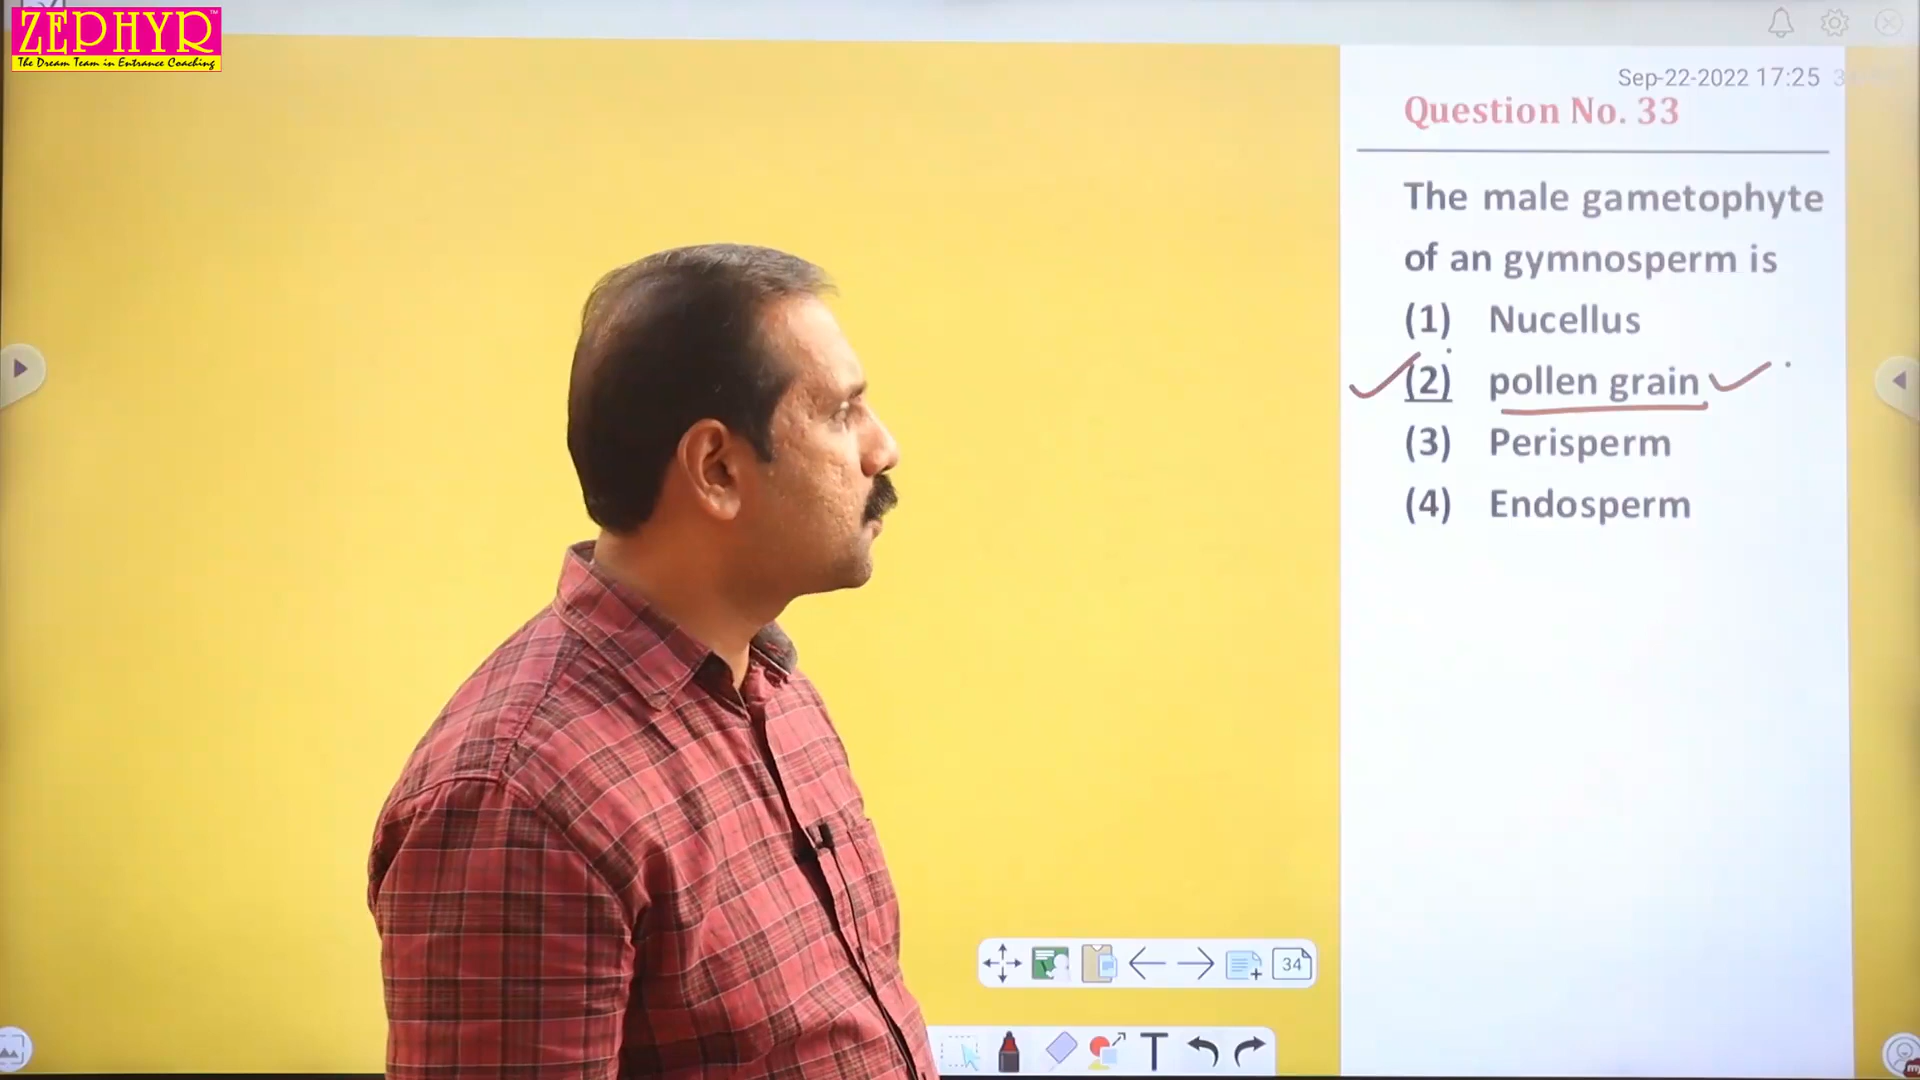 ZEPHYR™
The Dream Team in Entrance Coaching
Sep-22-2022 17:25
Question No. 33
The male gametophyte
of an gymnosperm is
(1) Nucellus
(2) pollen grain
(3) Perisperm
(4) Endosperm
34
T